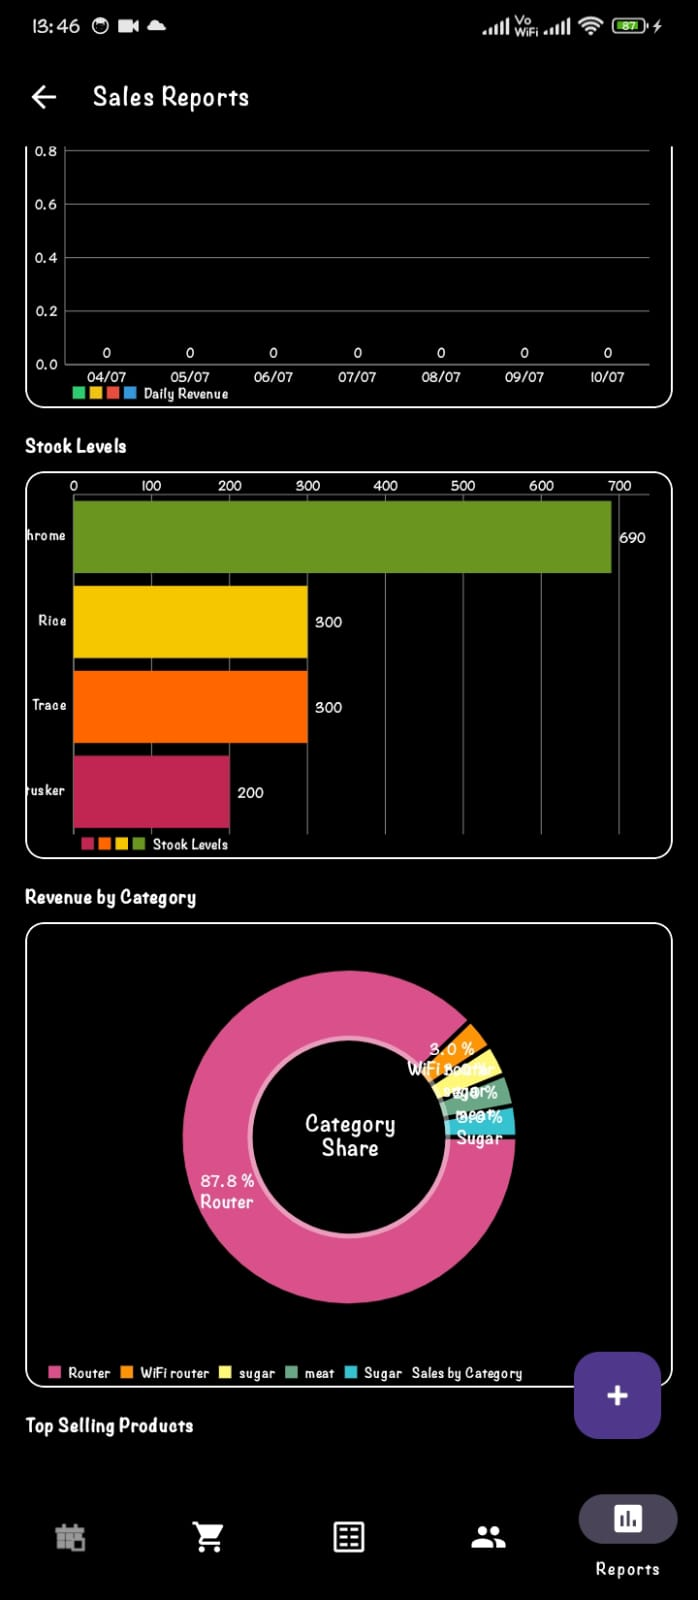 13:46 Vo WiFi 87
Sales Reports
0.8
0.6
0.4
0.2
0.0
0 0 0 0 0 0 0
04/07 05/07 06/07 07/07 08/07 09/07 10/07
Daily Revenue
Stock Levels
0 100 200 300 400 500 600 700
hrome 690
Rice 300
Trace 300
tusker 200
Stock Levels
Revenue by Category
3.0 %
WiFi router
sugar
meat
%
Sugar
Category
Share
87.8 %
Router
Router WiFi router sugar meat Sugar Sales by Category
Top Selling Products
+
Reports